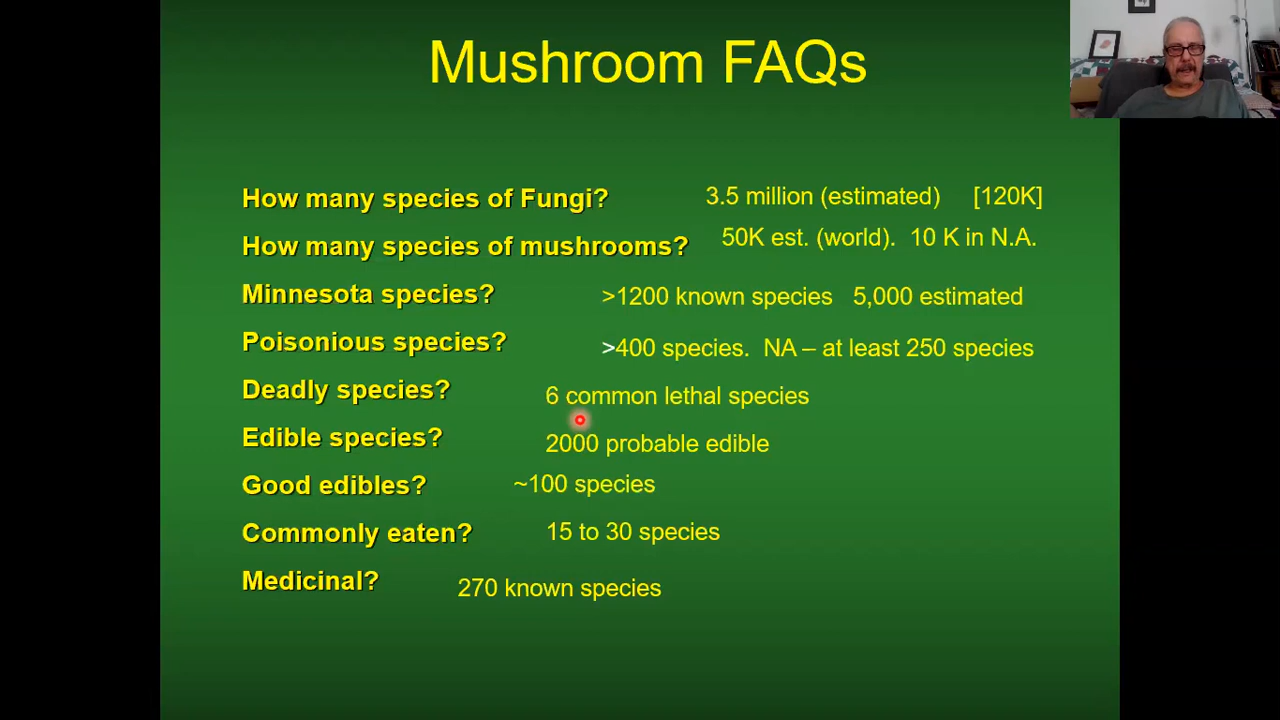 Mushroom FAQs
How many species of Fungi? 3.5 million (estimated) [120K]
How many species of mushrooms? 50K est. (world). 10 K in N.A.
Minnesota species? >1200 known species 5,000 estimated
Poisonious species? >400 species. NA – at least 250 species
Deadly species? 6 common lethal species
Edible species? 2000 probable edible
Good edibles? ~100 species
Commonly eaten? 15 to 30 species
Medicinal? 270 known species